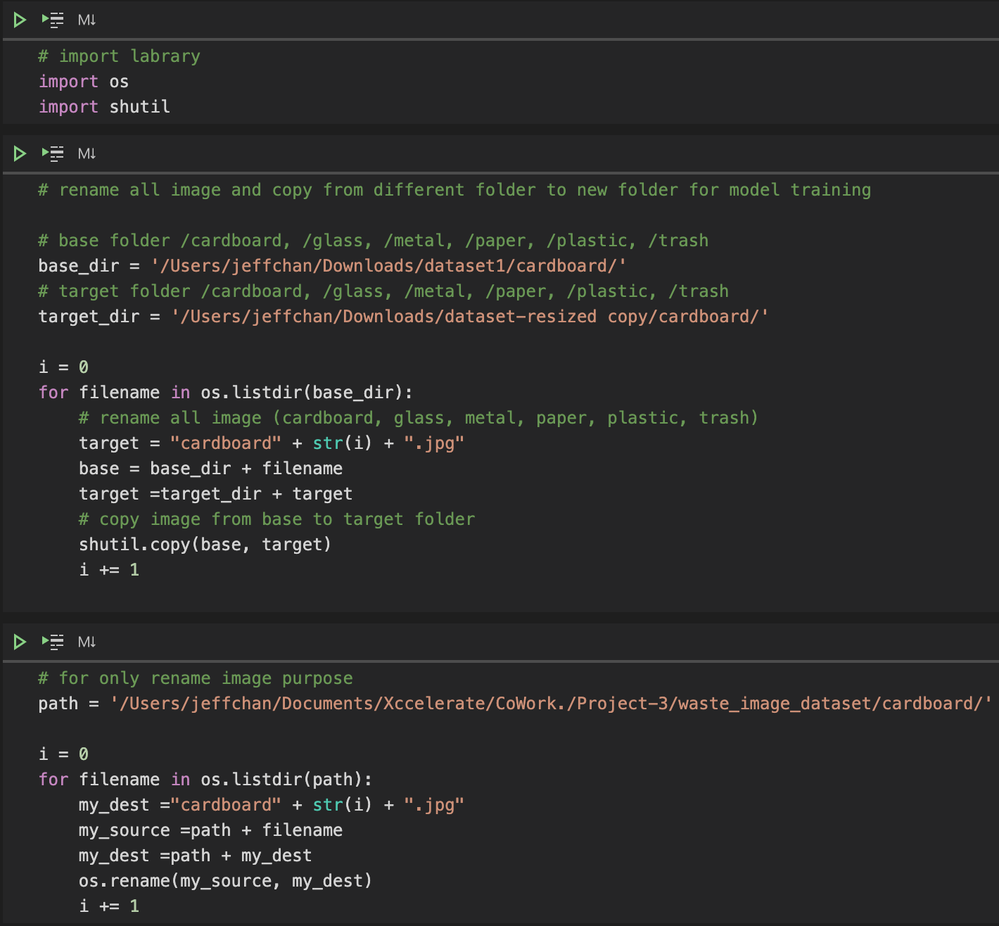 M↓
# import labrary
import os
import shutil
M↓
# rename all image and copy from different folder to new folder for model training
# base folder /cardboard, /glass, /metal, /paper, /plastic, /trash
base_dir = '/Users/jeffchan/Downloads/dataset1/cardboard/'
# target folder /cardboard, /glass, /metal, /paper, /plastic, /trash
target_dir = '/Users/jeffchan/Downloads/dataset-resized copy/cardboard/'
i = 0
for filename in os.listdir(base_dir):
    # rename all image (cardboard, glass, metal, paper, plastic, trash)
    target = "cardboard" + str(i) + ".jpg"
    base = base_dir + filename
    target =target_dir + target
    # copy image from base to target folder
    shutil.copy(base, target)
    i += 1
M↓
# for only rename image purpose
path = '/Users/jeffchan/Documents/Xccelerate/CoWork./Project-3/waste_image_dataset/cardboard/'
i = 0
for filename in os.listdir(path):
    my_dest ="cardboard" + str(i) + ".jpg"
    my_source =path + filename
    my_dest =path + my_dest
    os.rename(my_source, my_dest)
    i += 1